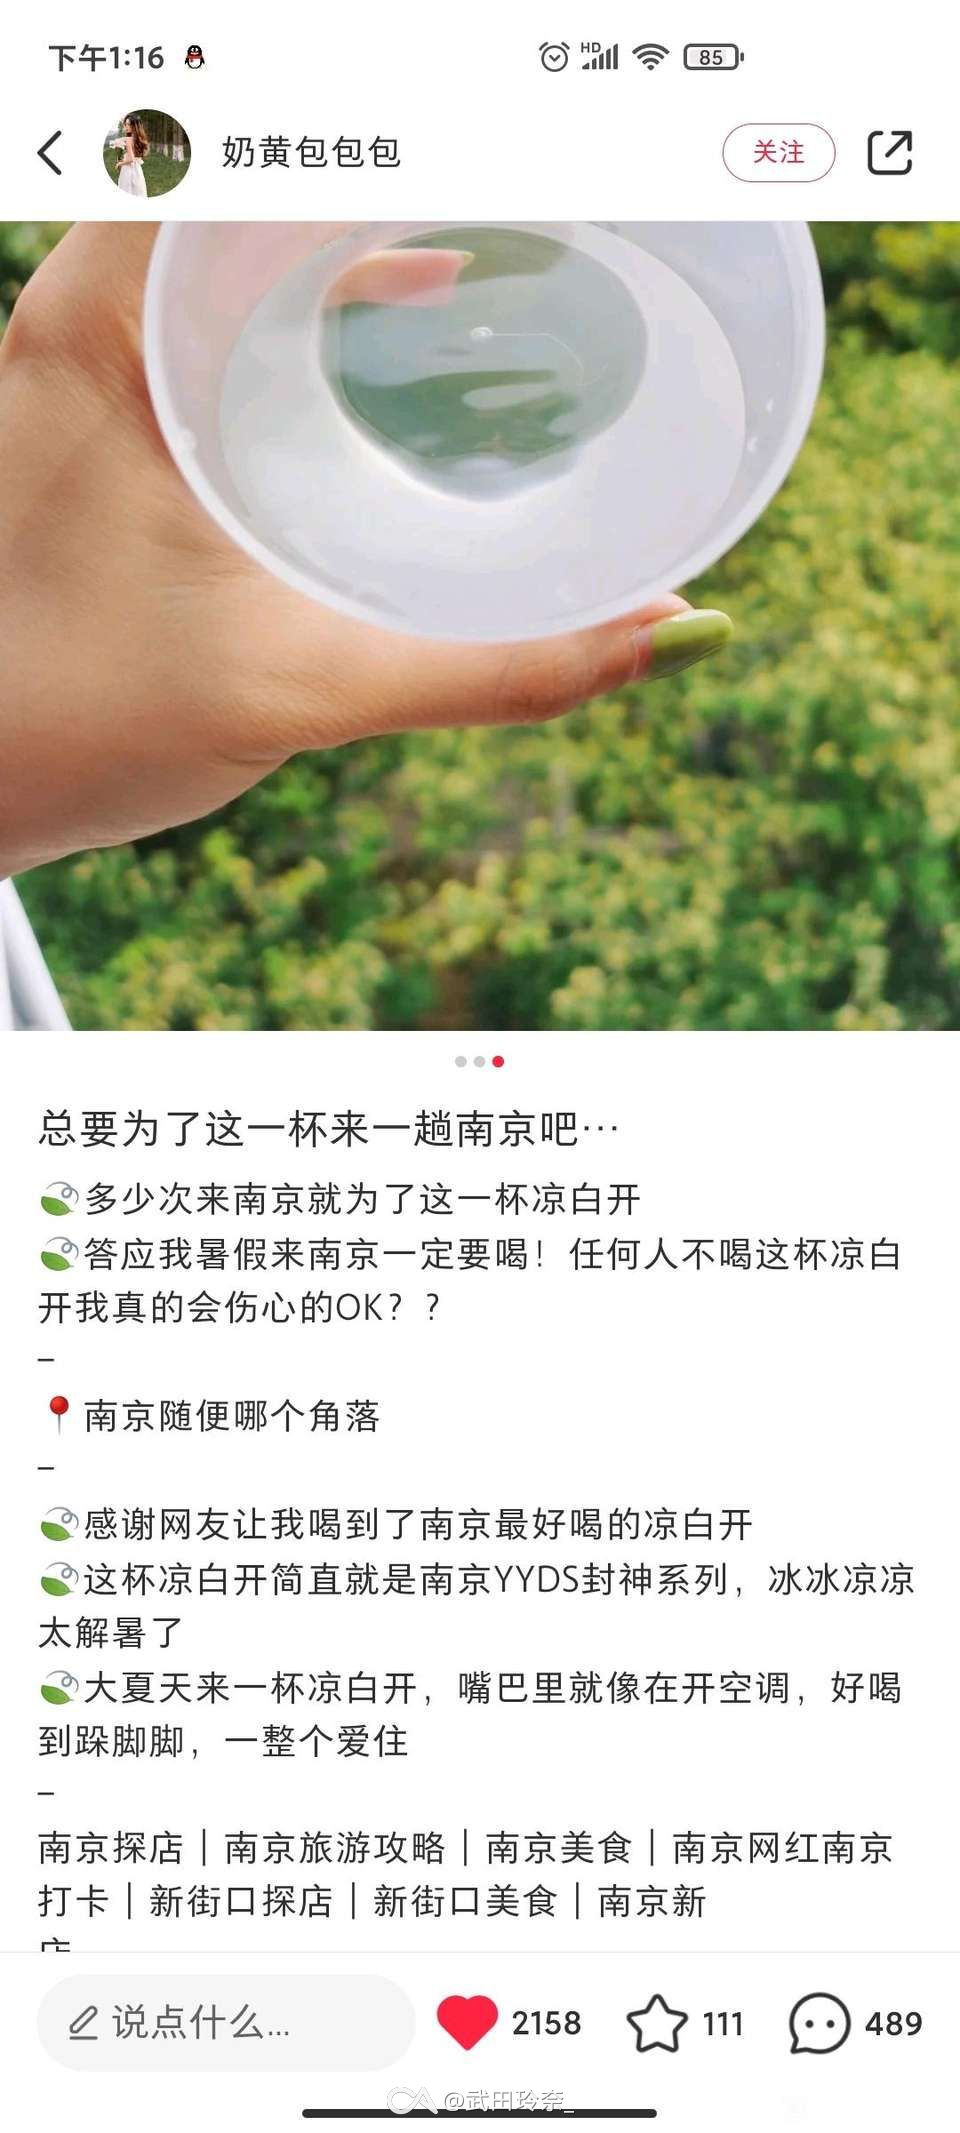 下午1:16
HD
85
奶黄包包包
关注
总要为了这一杯来一趟南京吧…
多少次来南京就为了这一杯凉白开
答应我暑假来南京一定要喝！任何人不喝这杯凉白
开我真的会伤心的OK？？
–
南京随便哪个角落
–
感谢网友让我喝到了南京最好喝的凉白开
这杯凉白开简直就是南京YYDS封神系列，冰冰凉凉
太解暑了
大夏天来一杯凉白开，嘴巴里就像在开空调，好喝
到跺脚脚，一整个爱住
–
南京探店｜南京旅游攻略｜南京美食｜南京网红南京
打卡｜新街口探店｜新街口美食｜南京新
店
说点什么...
2158
111
489
@武田玲奈_